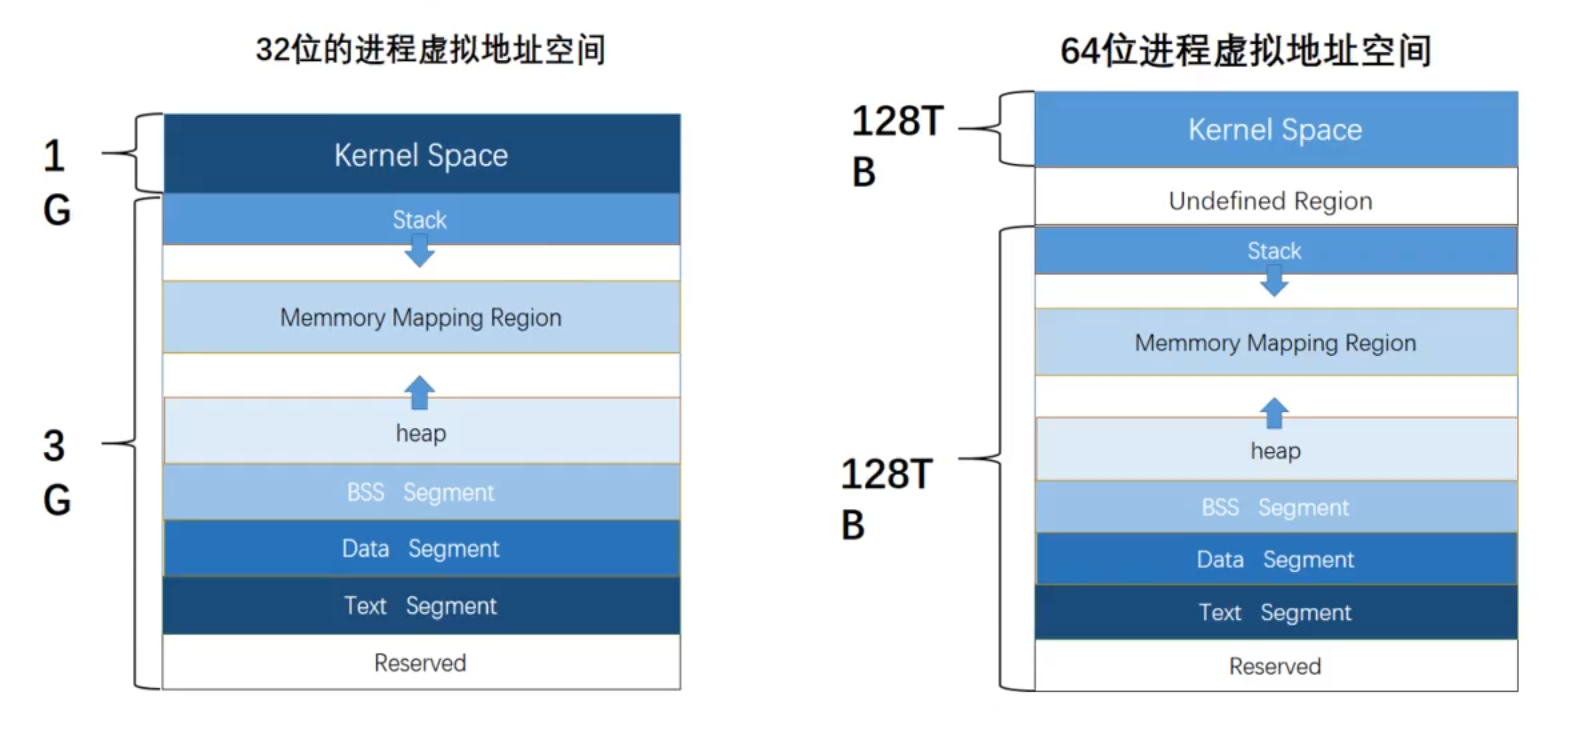 32位的进程虚拟地址空间
1
G
Kernel Space
Stack
Memmory Mapping Region
3
G
heap
BSS Segment
Data Segment
Text Segment
Reserved
64位进程虚拟地址空间
128T
B
Kernel Space
Undefined Region
Stack
Memmory Mapping Region
128T
B
heap
BSS Segment
Data Segment
Text Segment
Reserved